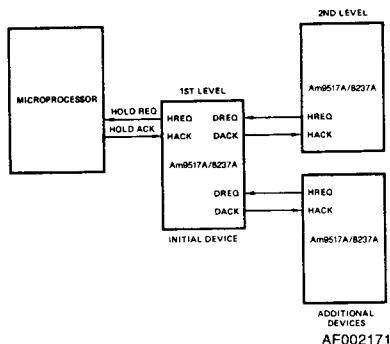 2ND LEVEL
1ST LEVEL
MICROPROCESSOR
HOLD REQ
HOLD ACK
HREQ
HACK
DREQ
DACK
Am9517A/8237A
DREQ
DACK
INITIAL DEVICE
Am9517A/8237A
HREQ
HACK
HREQ
HACK
Am9517A/8237A
ADDITIONAL
DEVICES
AF002171